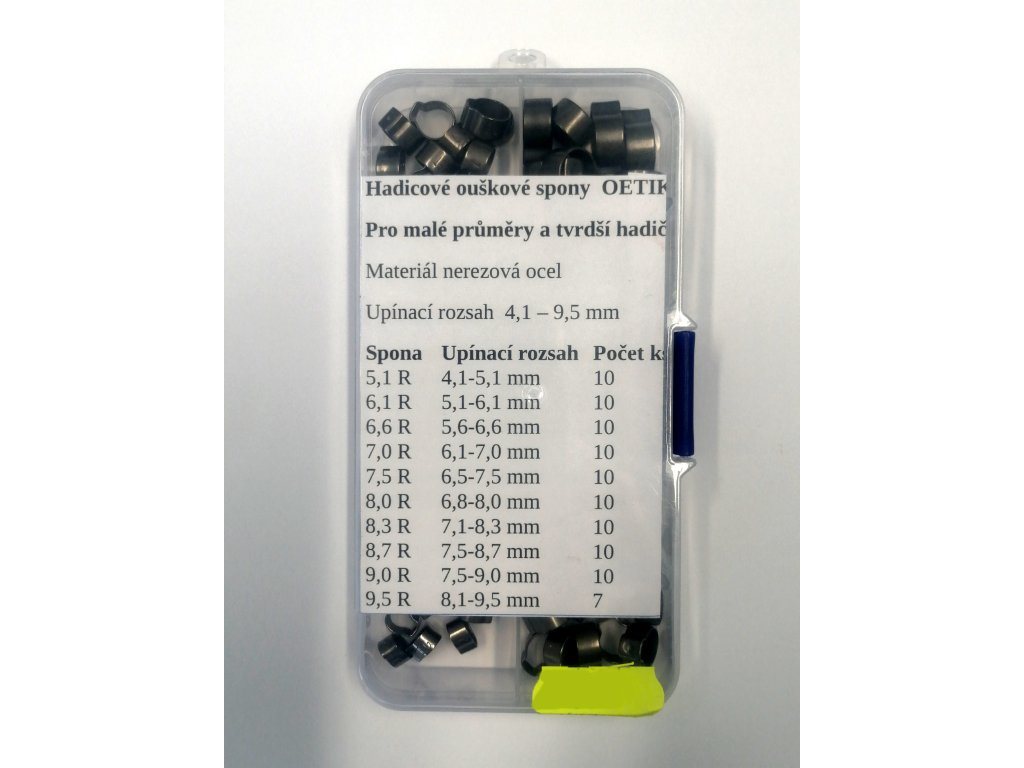 Hadicové ouškové spony OETIK
Pro malé průměry a tvrdší hadič
Materiál nerezová ocel
Upínací rozsah 4,1 – 9,5 mm
Spona Upínací rozsah Počet ks
5,1 R 4,1-5,1 mm 10
6,1 R 5,1-6,1 mm 10
6,6 R 5,6-6,6 mm 10
7,0 R 6,1-7,0 mm 10
7,5 R 6,5-7,5 mm 10
8,0 R 6,8-8,0 mm 10
8,3 R 7,1-8,3 mm 10
8,7 R 7,5-8,7 mm 10
9,0 R 7,5-9,0 mm 10
9,5 R 8,1-9,5 mm 7